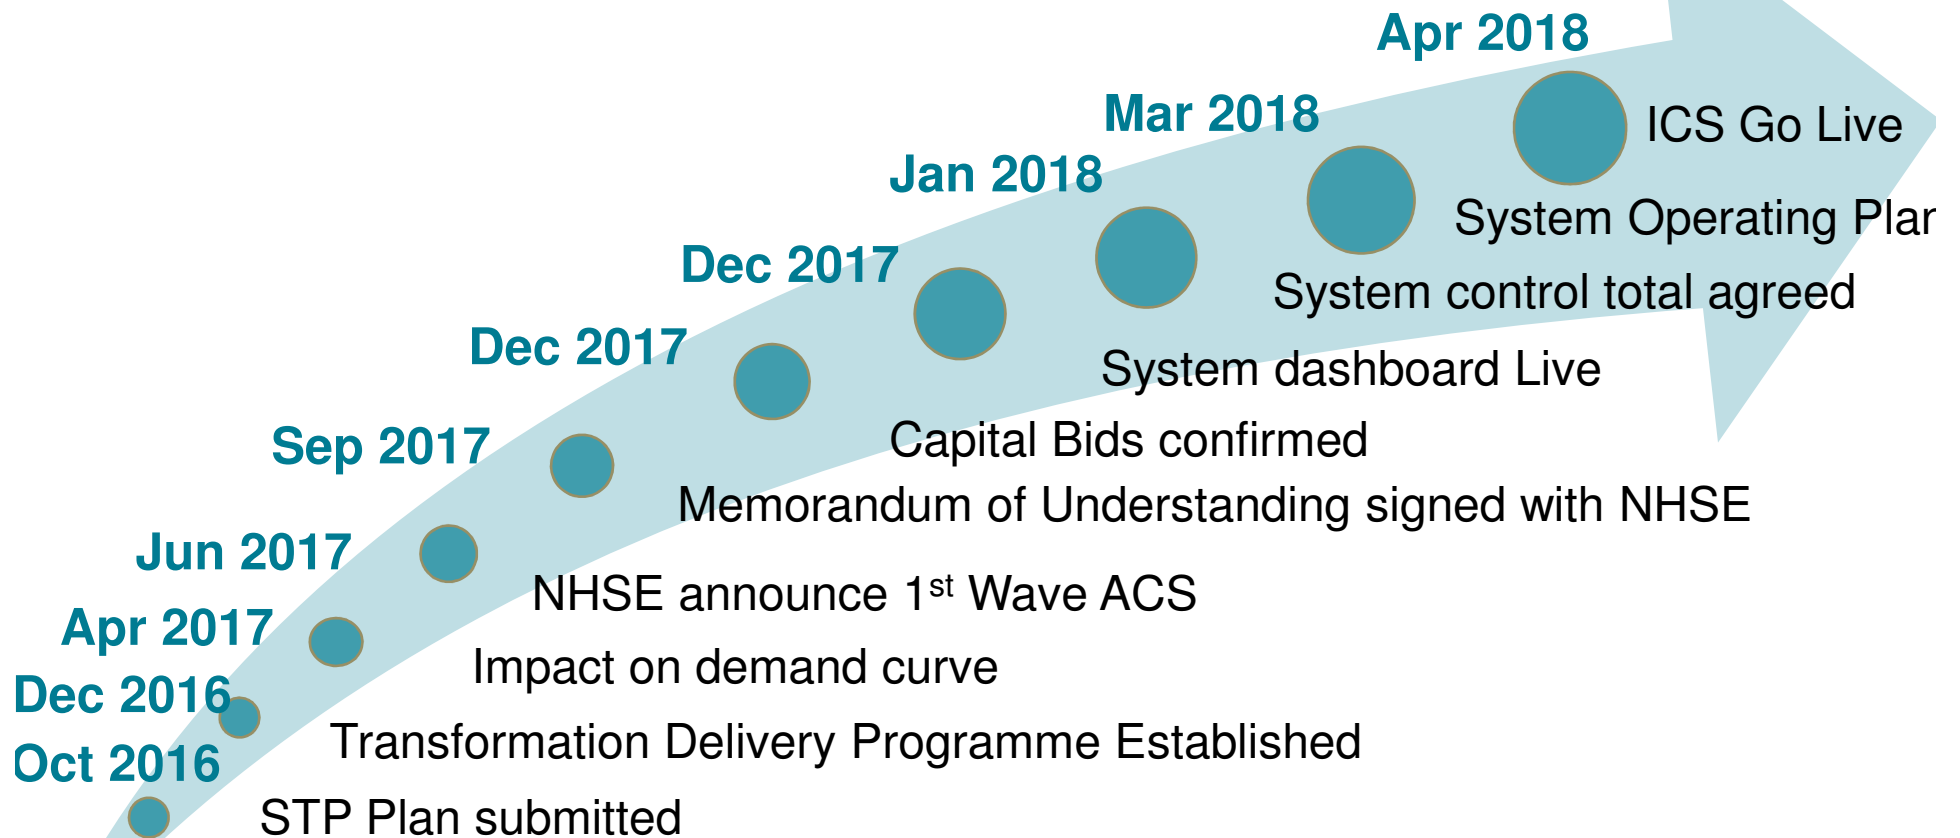 Apr 2018
ICS Go Live
Mar 2018
System Operating Plan
Jan 2018
System control total agreed
Dec 2017
System dashboard Live
Dec 2017
Capital Bids confirmed
Sep 2017
Memorandum of Understanding signed with NHSE
Jun 2017
NHSE announce 1st Wave ACS
Apr 2017
Impact on demand curve
Dec 2016
Transformation Delivery Programme Established
Oct 2016
STP Plan submitted